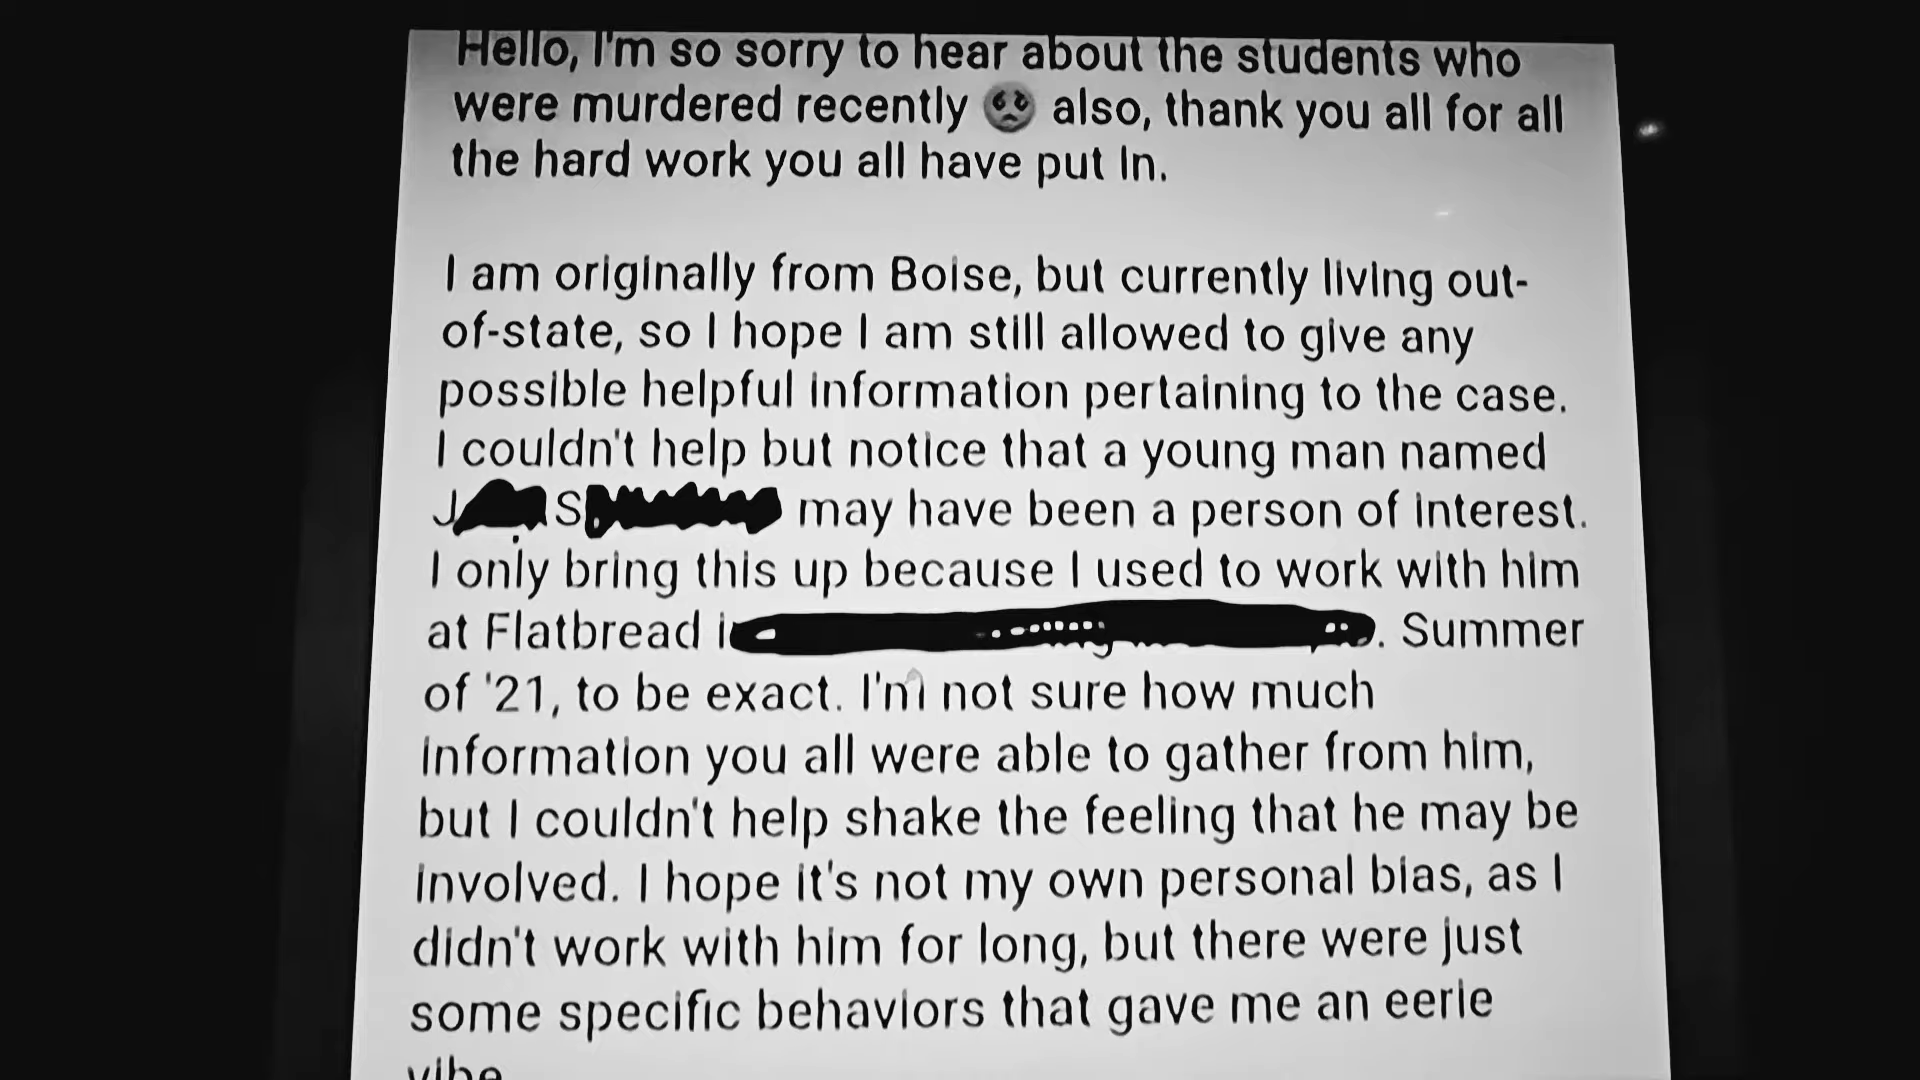 Hello, I'm so sorry to hear about the students who
were murdered recently 😢 also, thank you all for all
the hard work you all have put in.
I am originally from Boise, but currently living out-
of-state, so I hope I am still allowed to give any
possible helpful information pertaining to the case.
I couldn't help but notice that a young man named
J S may have been a person of interest.
I only bring this up because I used to work with him
at Flatbread i . Summer
of '21, to be exact. I'm not sure how much
information you all were able to gather from him,
but I couldn't help shake the feeling that he may be
involved. I hope it's not my own personal bias, as I
didn't work with him for long, but there were just
some specific behaviors that gave me an eerie
vibe